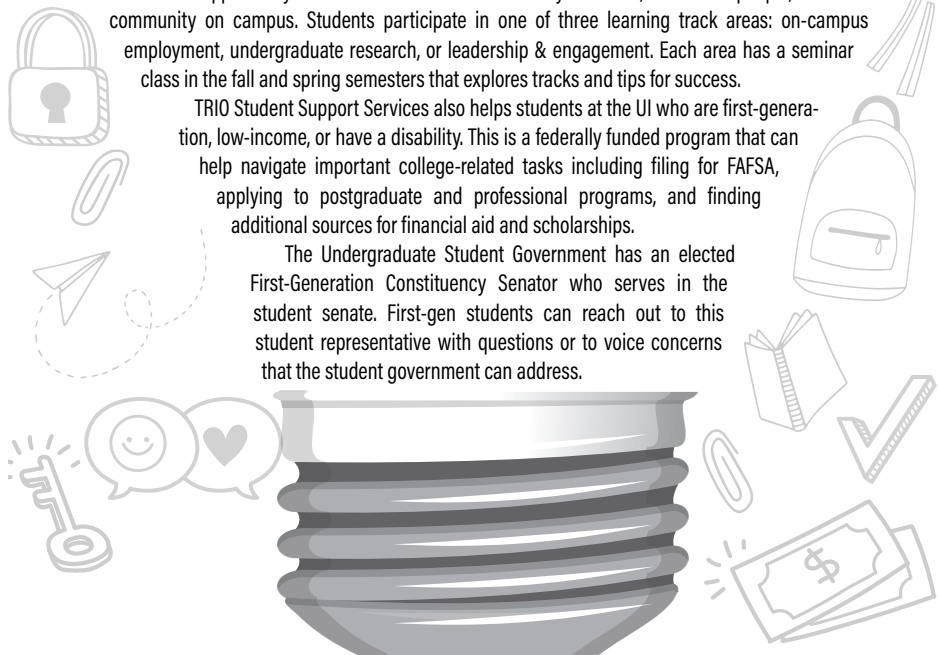 community on campus. Students participate in one of three learning track areas: on-campus
employment, undergraduate research, or leadership & engagement. Each area has a seminar
class in the fall and spring semesters that explores tracks and tips for success.
TRIO Student Support Services also helps students at the UI who are first-genera-
tion, low-income, or have a disability. This is a federally funded program that can
help navigate important college-related tasks including filing for FAFSA,
applying to postgraduate and professional programs, and finding
additional sources for financial aid and scholarships.
The Undergraduate Student Government has an elected
First-Generation Constituency Senator who serves in the
student senate. First-gen students can reach out to this
student representative with questions or to voice concerns
that the student government can address.
$